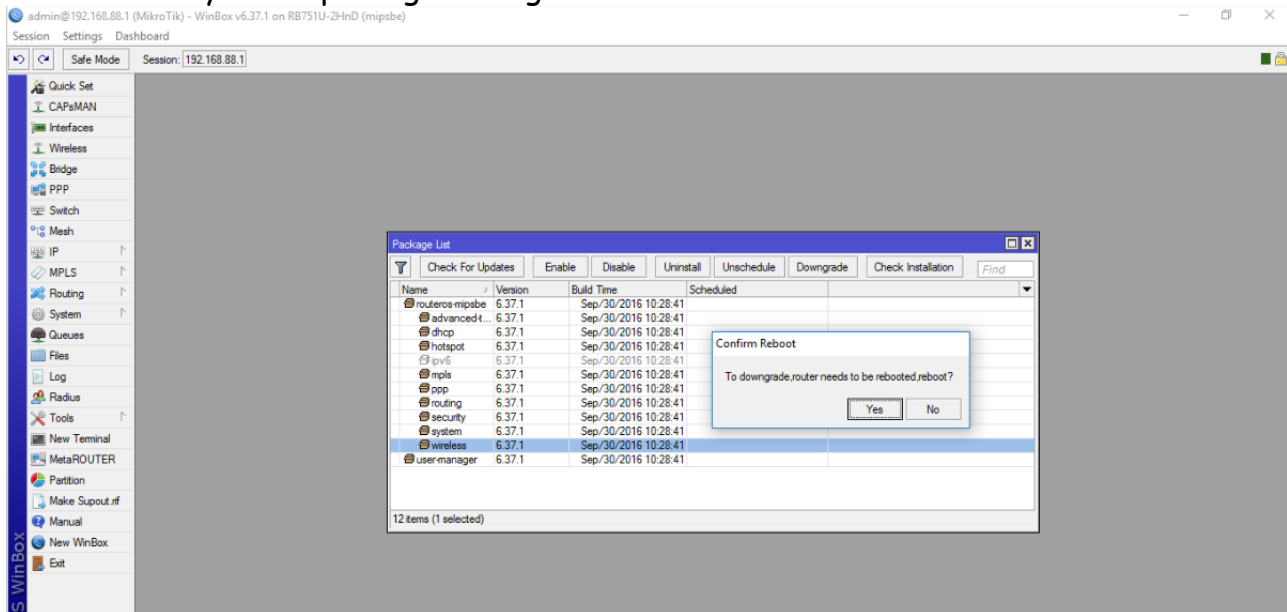 admin@192.168.88.1 (MikroTik) - WinBox v6.37.1 on RB751U-2HnD (mipsbe)
Session Settings Dashboard
Safe Mode Session: 192.168.88.1
Quick Set
CAPsMAN
Interfaces
Wireless
Bridge
PPP
Switch
Mesh
IP
MPLS
Routing
System
Queues
Files
Log
Radius
Tools
New Terminal
MetaROUTER
Partition
Make Supout.rif
Manual
New WinBox
Exit
S WinBox
Package List
Check For Updates Enable Disable Uninstall Unschedule Downgrade Check Installation Find
Name Version Build Time Scheduled
routeros-mipsbe 6.37.1 Sep/30/2016 10:28:41
advanced-t... 6.37.1 Sep/30/2016 10:28:41
dhcp 6.37.1 Sep/30/2016 10:28:41
hotspot 6.37.1 Sep/30/2016 10:28:41
ipv6 6.37.1 Sep/30/2016 10:28:41
mpls 6.37.1 Sep/30/2016 10:28:41
ppp 6.37.1 Sep/30/2016 10:28:41
routing 6.37.1 Sep/30/2016 10:28:41
security 6.37.1 Sep/30/2016 10:28:41
system 6.37.1 Sep/30/2016 10:28:41
wireless 6.37.1 Sep/30/2016 10:28:41
user-manager 6.37.1 Sep/30/2016 10:28:41
12 items (1 selected)
Confirm Reboot
To downgrade,router needs to be rebooted,reboot?
Yes No